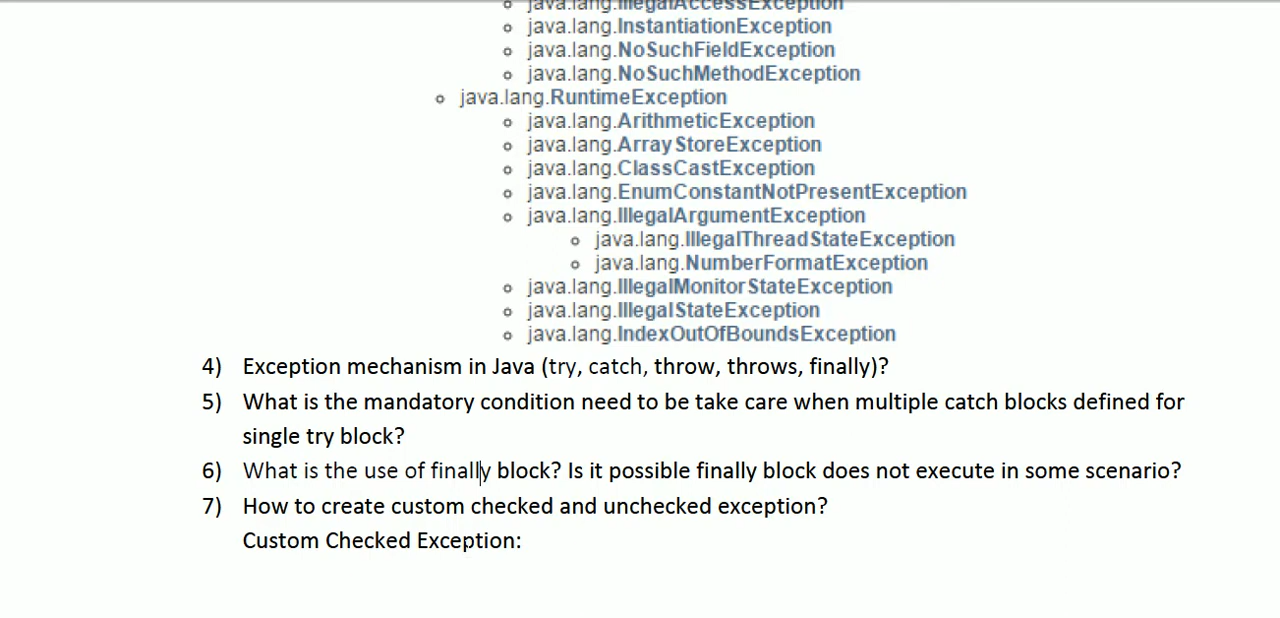 java.lang.IllegalAccessException
java.lang.InstantiationException
java.lang.NoSuchFieldException
java.lang.NoSuchMethodException
java.lang.RuntimeException
java.lang.ArithmeticException
java.lang.ArrayStoreException
java.lang.ClassCastException
java.lang.EnumConstantNotPresentException
java.lang.IllegalArgumentException
java.lang.IllegalThreadStateException
java.lang.NumberFormatException
java.lang.IllegalMonitorStateException
java.lang.IllegalStateException
java.lang.IndexOutOfBoundsException
4) Exception mechanism in Java (try, catch, throw, throws, finally)?
5) What is the mandatory condition need to be take care when multiple catch blocks defined for
single try block?
6) What is the use of finally block? Is it possible finally block does not execute in some scenario?
7) How to create custom checked and unchecked exception?
Custom Checked Exception: